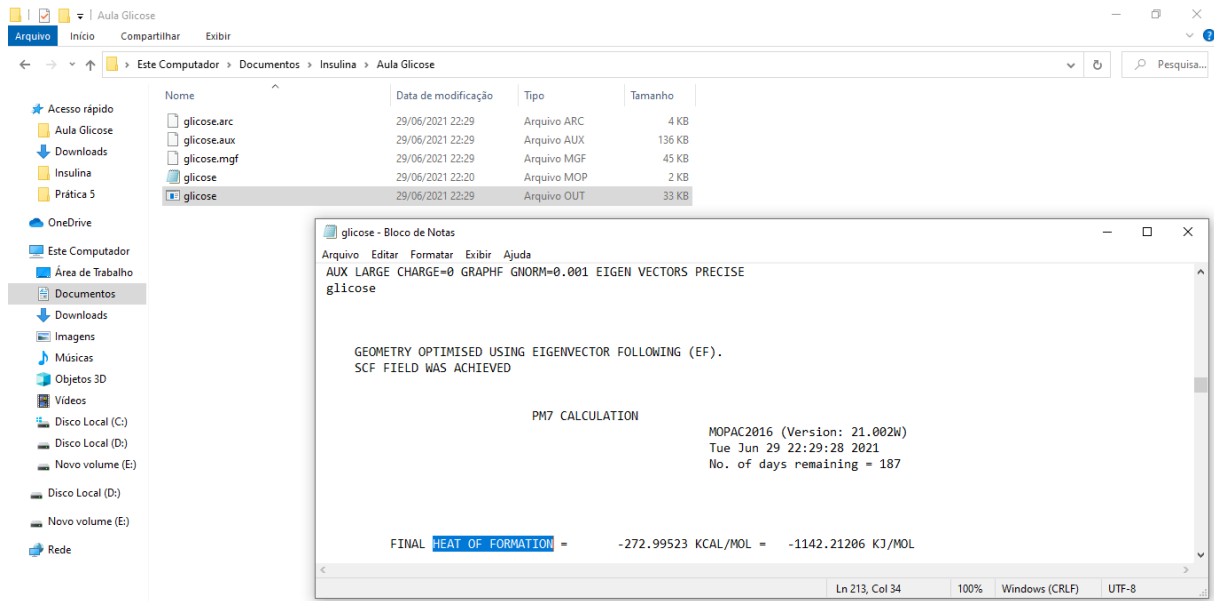 Aula Glicose
Arquivo Início Compartilhar Exibir
Este Computador > Documentos > Insulina > Aula Glicose
Pesquisa...
Nome Data de modificação Tipo Tamanho
glicose.arc 29/06/2021 22:29 Arquivo ARC 4 KB
glicose.aux 29/06/2021 22:29 Arquivo AUX 136 KB
glicose.mgf 29/06/2021 22:29 Arquivo MGF 45 KB
glicose 29/06/2021 22:20 Arquivo MOP 2 KB
glicose 29/06/2021 22:29 Arquivo OUT 33 KB
Acesso rápido
Aula Glicose
Downloads
Insulina
Prática 5
OneDrive
Este Computador
Área de Trabalho
Documentos
Downloads
Imagens
Músicas
Objetos 3D
Vídeos
Disco Local (C:)
Disco Local (D:)
Novo volume (E:)
Disco Local (D:)
Novo volume (E:)
Rede
glicose - Bloco de Notas
Arquivo Editar Formatar Exibir Ajuda
AUX LARGE CHARGE=0 GRAPHF GNORM=0.001 EIGEN VECTORS PRECISE
glicose
GEOMETRY OPTIMISED USING EIGENVECTOR FOLLOWING (EF).
SCF FIELD WAS ACHIEVED
PM7 CALCULATION
MOPAC2016 (Version: 21.002W)
Tue Jun 29 22:29:28 2021
No. of days remaining = 187
FINAL HEAT OF FORMATION = -272.99523 KCAL/MOL = -1142.21206 KJ/MOL
Ln 213, Col 34 100% Windows (CRLF) UTF-8